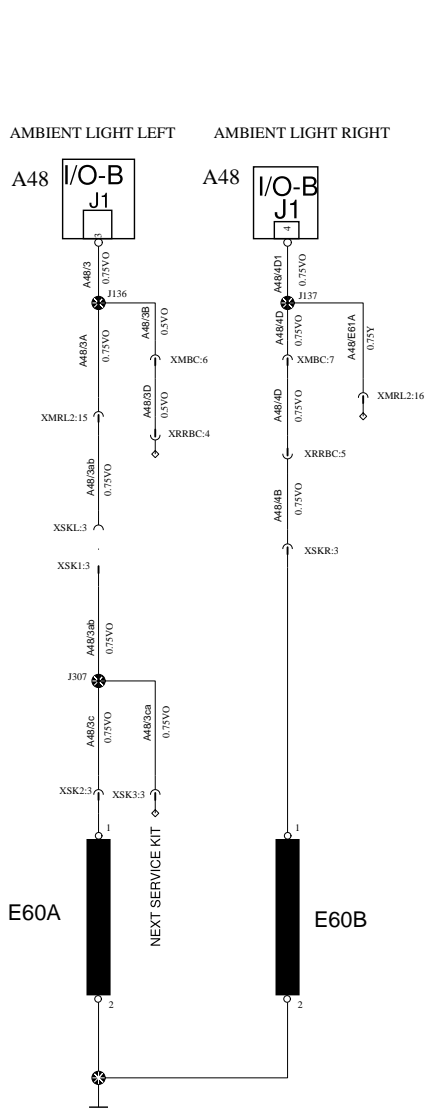 AMBIENT LIGHT LEFT
AMBIENT LIGHT RIGHT
A48
I/O-B
J1
3
A48
I/O-B
J1
4
A48/3
0.75VO
A48/4D1
0.75VO
J136
J137
A48/3A
0.75VO
A48/3B
0.5VO
A48/4D
0.75VO
A48/E61A
0.75Y
XMBC:6
XMBC:7
A48/3D
0.5VO
A48/4D
0.75VO
XMRL2:16
XMRL2:15
XRRBC:4
XRRBC:5
A48/3ab
0.75VO
A48/4B
0.75VO
XSKL:3
XSKR:3
XSK1:3
A48/3ab
0.75VO
J307
A48/3c
0.75VO
A48/3ca
0.75VO
XSK2:3
XSK3:3
1
1
NEXT SERVICE KIT
E60A
E60B
2
2